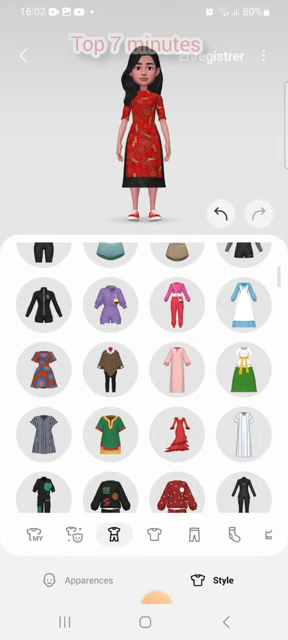 16:02
80%
Top 7 minutes
Enregistrer
MY
Apparences
Style